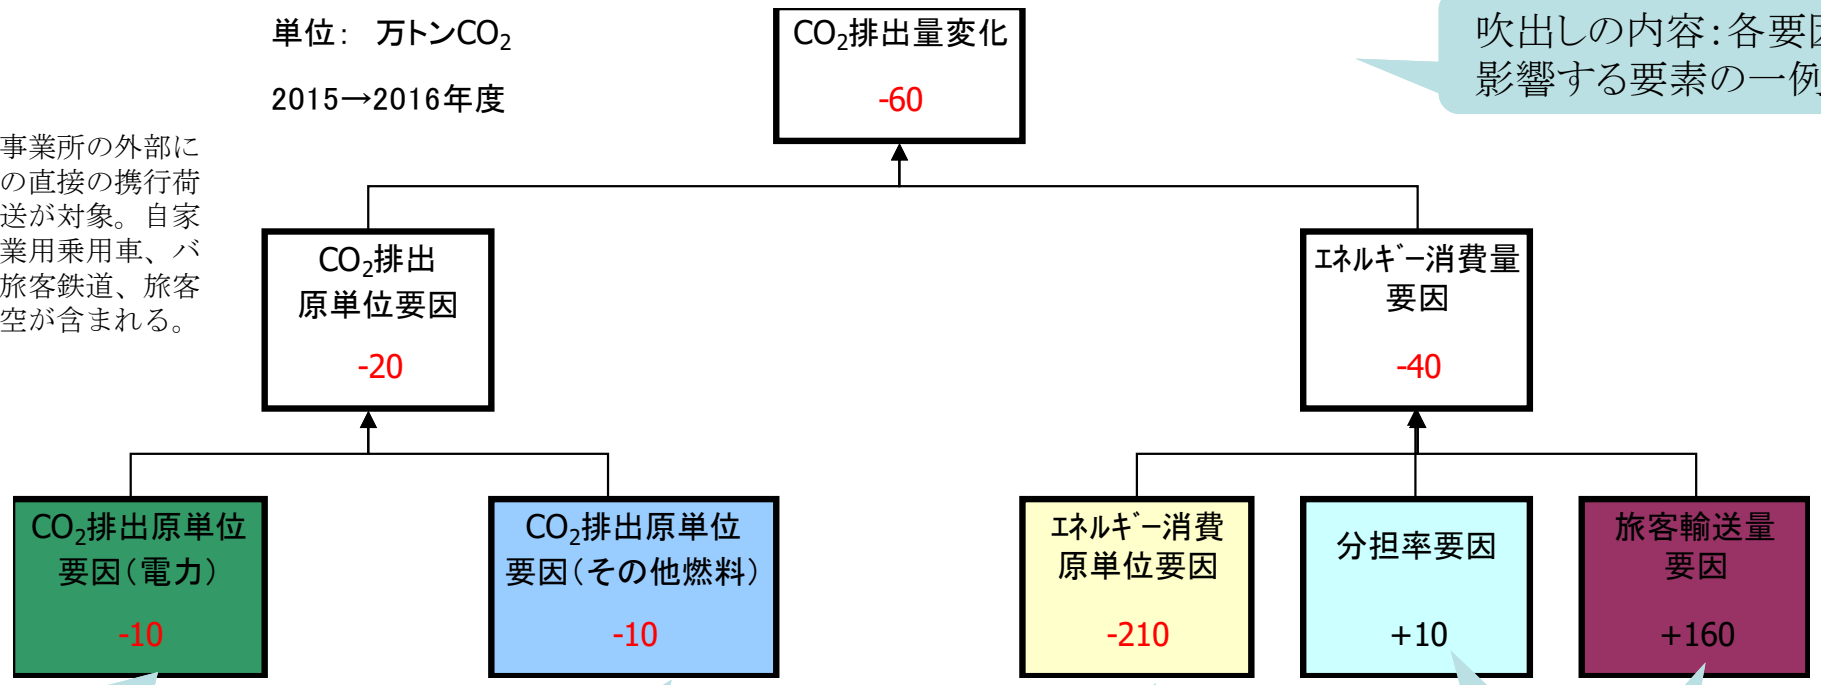 単位： 万トンCO₂
2015→2016年度
CO₂排出量変化
-60
吹出しの内容：各要
影響する要素の一例
事業所の外部に
の直接の携行荷
送が対象。自家
業用乗用車、バ
旅客鉄道、旅客
空が含まれる。
CO₂排出
原単位要因
-20
ｴﾈﾙｷﾞｰ消費量
要因
-40
CO₂排出原単位
要因（電力）
-10
CO₂排出原単位
要因（その他燃料）
-10
ｴﾈﾙｷﾞｰ消費
原単位要因
-210
分担率要因
+10
旅客輸送量
要因
+160